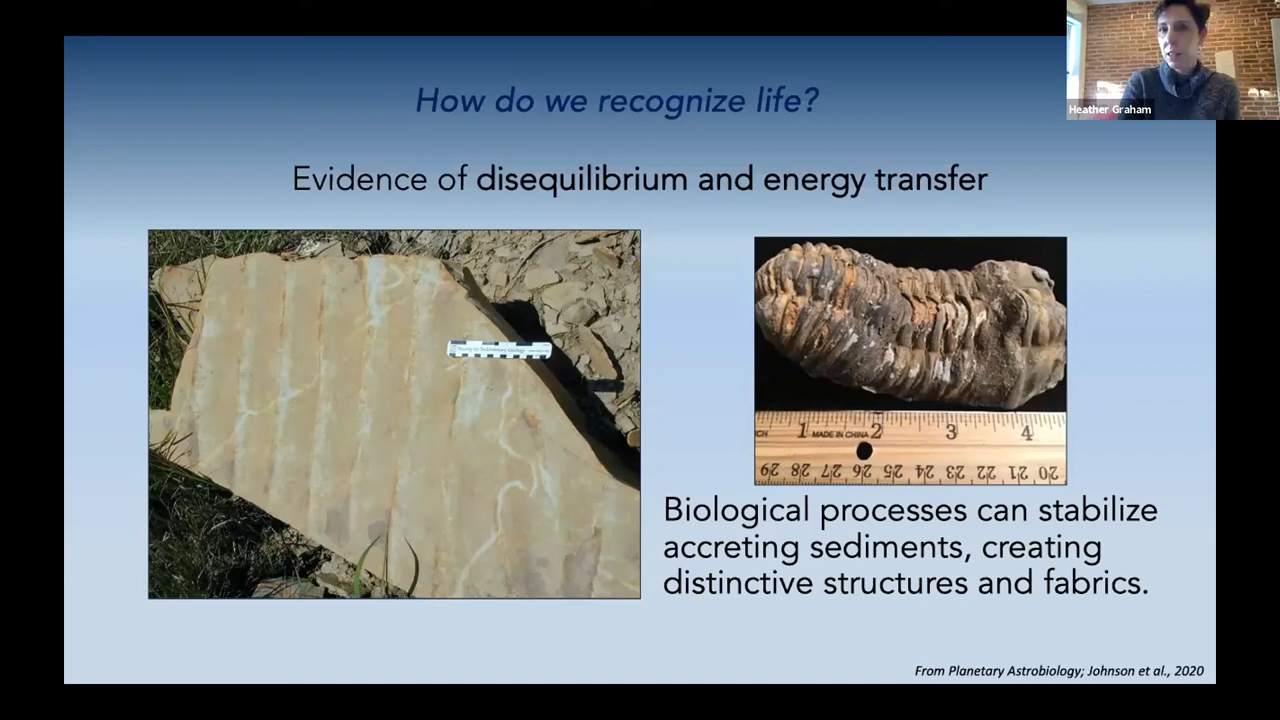 How do we recognize life?
Heather Graham
Evidence of disequilibrium and energy transfer
CH 1 MADE IN CHINA 2 3 4
29 28 27 26 25 24 23 22 21 20
Biological processes can stabilize
accreting sediments, creating
distinctive structures and fabrics.
From Planetary Astrobiology; Johnson et al., 2020